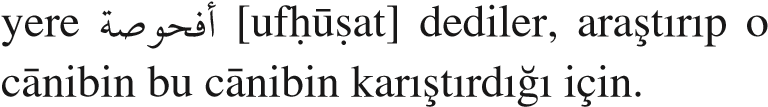 yere أفحوصة [ufḥūṣat] dediler, araştırıp o
cānibin bu cānibin karıştırdığı için.